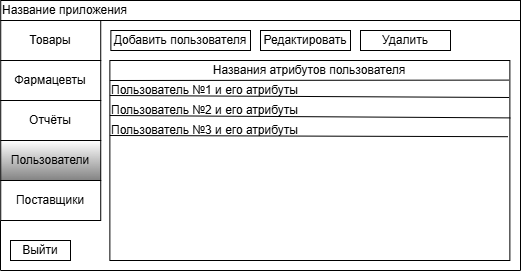 Название приложения
Товары
Фармацевты
Отчёты
Пользователи
Поставщики
Выйти
Добавить пользователя
Редактировать
Удалить
Названия атрибутов пользователя
Пользователь №1 и его атрибуты
Пользователь №2 и его атрибуты
Пользователь №3 и его атрибуты